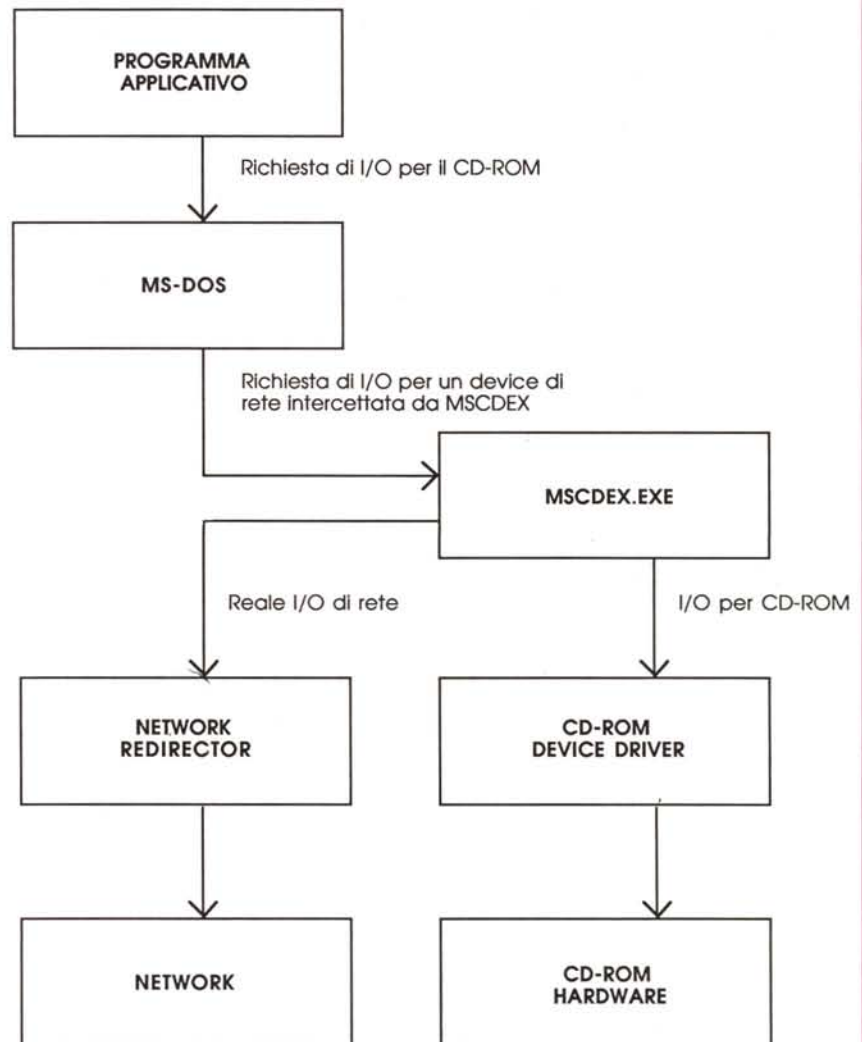 PROGRAMMA
APPLICATIVO
Richiesta di I/O per il CD-ROM
MS-DOS
Richiesta di I/O per un device di
rete intercettata da MSCDEX
MSCDEX.EXE
Reale I/O di rete
I/O per CD-ROM
NETWORK
REDIRECTOR
CD-ROM
DEVICE DRIVER
NETWORK
CD-ROM
HARDWARE